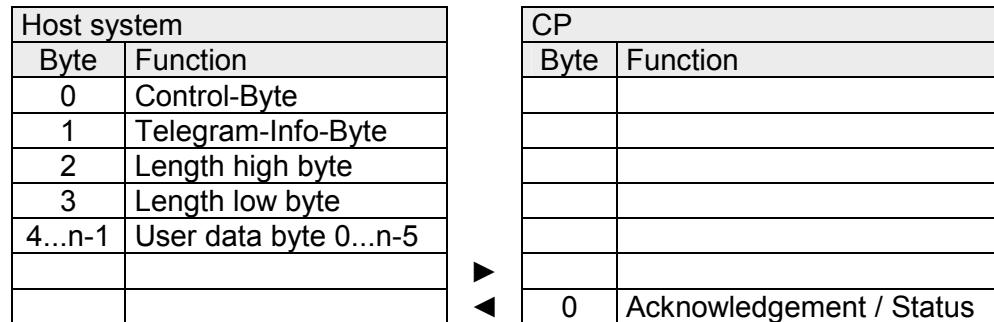 Host system CP
Byte Function Byte Function
0 Control-Byte
1 Telegram-Info-Byte
2 Length high byte
3 Length low byte
4...n-1 User data byte 0...n-5
►
◄ 0 Acknowledgement / Status